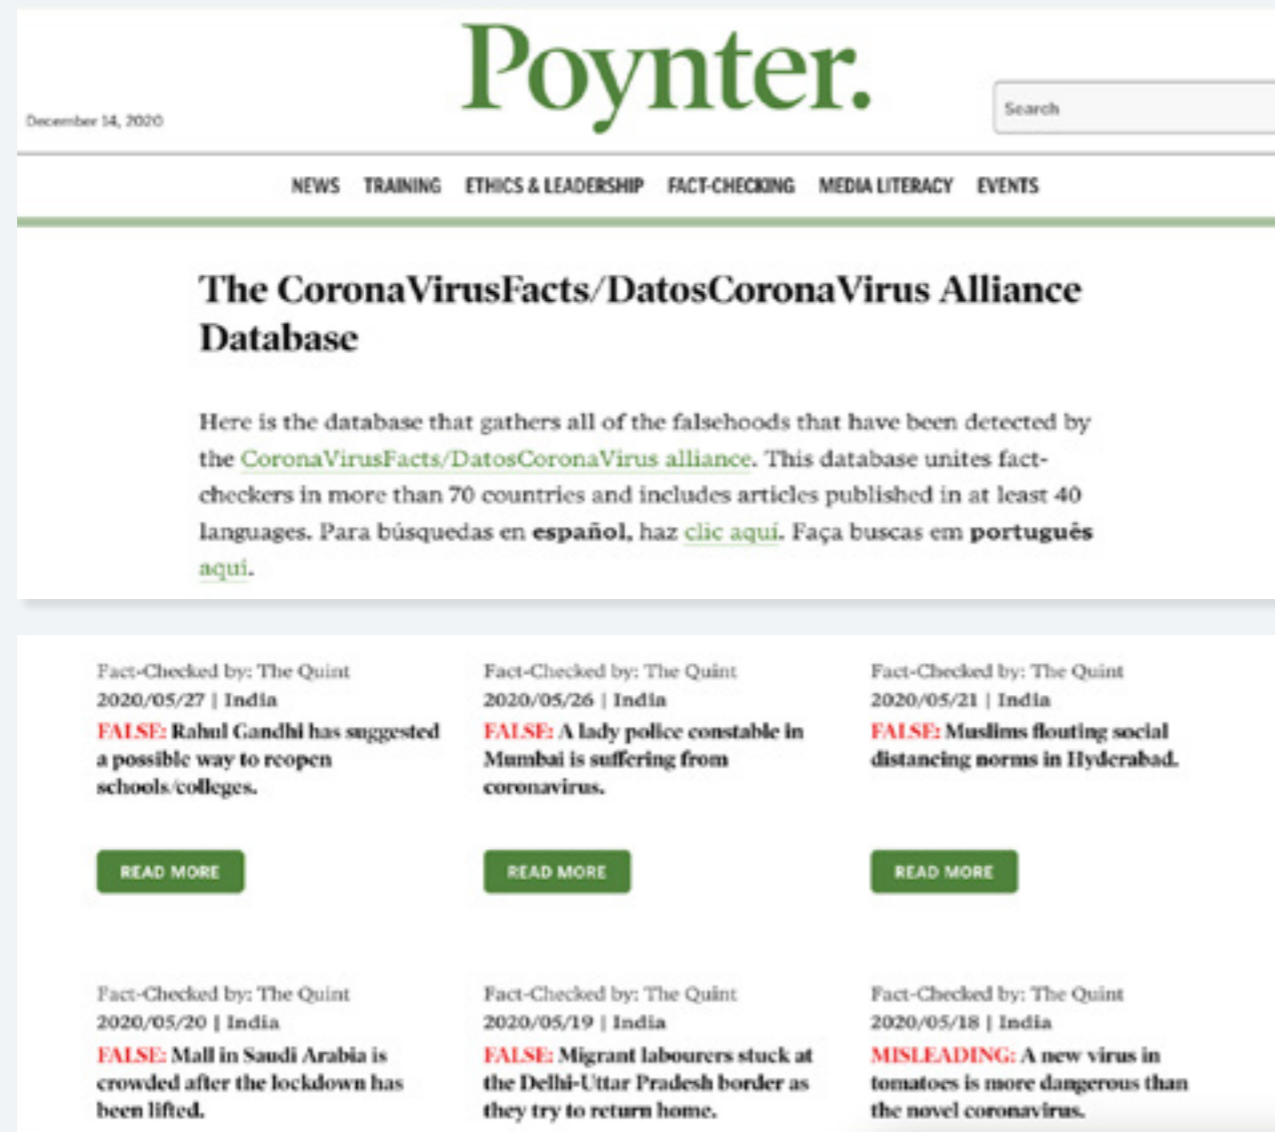 Poynter.
December 14, 2020
Search
NEWS TRAINING ETHICS & LEADERSHIP FACT-CHECKING MEDIA LITERACY EVENTS
The CoronaVirusFacts/DatosCoronaVirus Alliance
Database
Here is the database that gathers all of the falsehoods that have been detected by
the CoronaVirusFacts/DatosCoronaVirus alliance. This database unites fact-
checkers in more than 70 countries and includes articles published in at least 40
languages. Para búsquedas en español, haz clic aquí. Faça buscas em português
aquí.
Fact-Checked by: The Quint
2020/05/27 | India
FALSE: Rahul Gandhi has suggested
a possible way to reopen
schools/colleges.
READ MORE
Fact-Checked by: The Quint
2020/05/26 | India
FALSE: A lady police constable in
Mumbai is suffering from
coronavirus.
READ MORE
Fact-Checked by: The Quint
2020/05/21 | India
FALSE: Muslims flouting social
distancing norms in Hyderabad.
READ MORE
Fact-Checked by: The Quint
2020/05/20 | India
FALSE: Mall in Saudi Arabia is
crowded after the lockdown has
been lifted.
Fact-Checked by: The Quint
2020/05/19 | India
FALSE: Migrant labourers stuck at
the Delhi-Uttar Pradesh border as
they try to return home.
Fact-Checked by: The Quint
2020/05/18 | India
MISLEADING: A new virus in
tomatoes is more dangerous than
the novel coronavirus.